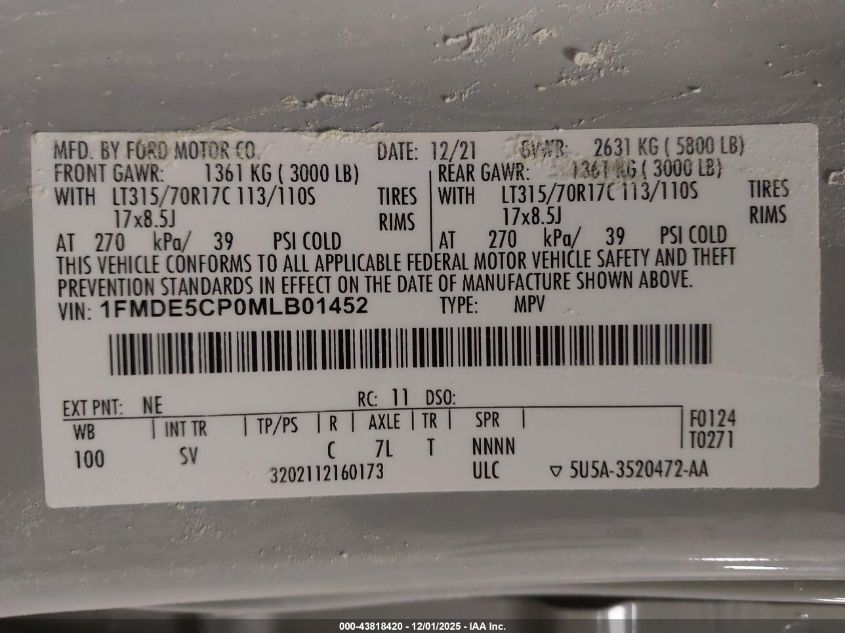 MFD. BY FORD MOTOR CO. DATE: 12/21 GVWR: 2631 KG ( 5800 LB)
FRONT GAWR: 1361 KG ( 3000 LB) REAR GAWR: 1361 KG ( 3000 LB)
WITH LT315/70R17C 113/110S TIRES WITH LT315/70R17C 113/110S TIRES
17x8.5J RIMS 17x8.5J RIMS
AT 270 kPa/ 39 PSI COLD AT 270 kPa/ 39 PSI COLD
THIS VEHICLE CONFORMS TO ALL APPLICABLE FEDERAL MOTOR VEHICLE SAFETY AND THEFT
PREVENTION STANDARDS IN EFFECT ON THE DATE OF MANUFACTURE SHOWN ABOVE.
VIN: 1FMDE5CP0MLB01452 TYPE: MPV
EXT PNT: NE RC: 11 DSO:
WB INT TR TP/PS R AXLE TR SPR F0124
100 SV C 7L T NNNN T0271
3202112160173 ULC ▽ 5U5A-3520472-AA
000-43818420 - 12/01/2025 - IAA Inc.